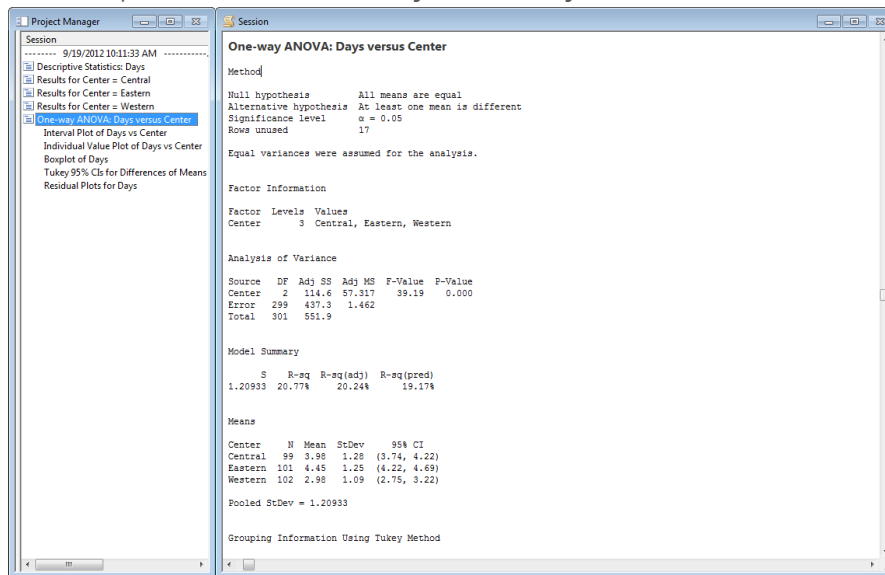 Project Manager
Session
-------- 9/19/2012 10:11:33 AM -----------.
Descriptive Statistics: Days
Results for Center = Central
Results for Center = Eastern
Results for Center = Western
One-way ANOVA: Days versus Center
Interval Plot of Days vs Center
Individual Value Plot of Days vs Center
Boxplot of Days
Tukey 95% CIs for Differences of Means
Residual Plots for Days
Session
One-way ANOVA: Days versus Center
Method
Null hypothesis All means are equal
Alternative hypothesis At least one mean is different
Significance level α = 0.05
Rows unused 17
Equal variances were assumed for the analysis.
Factor Information
Factor Levels Values
Center 3 Central, Eastern, Western
Analysis of Variance
Source DF Adj SS Adj MS F-Value P-Value
Center 2 114.6 57.317 39.19 0.000
Error 299 437.3 1.462
Total 301 551.9
Model Summary
S R-sq R-sq(adj) R-sq(pred)
1.20933 20.77% 20.24% 19.17%
Means
Center N Mean StDev 95% CI
Central 99 3.98 1.28 (3.74, 4.22)
Eastern 101 4.45 1.25 (4.22, 4.69)
Western 102 2.98 1.09 (2.75, 3.22)
Pooled StDev = 1.20933
Grouping Information Using Tukey Method